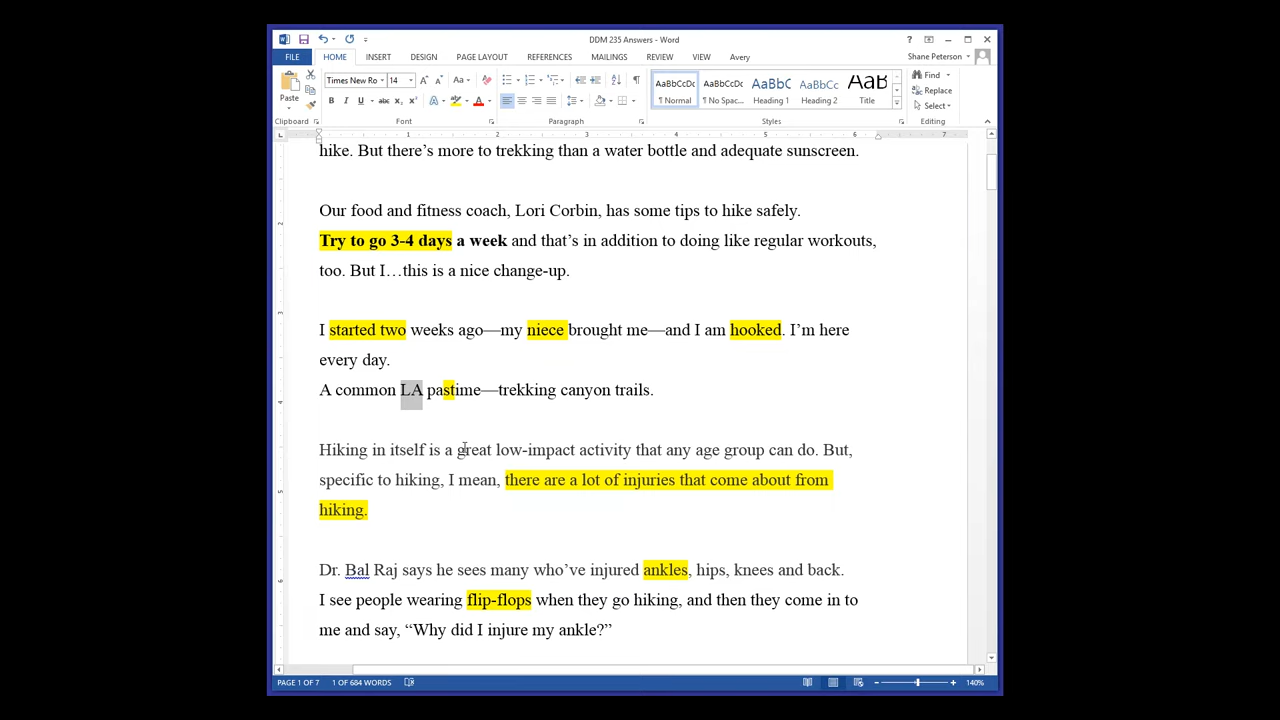 DDM 235 Answers - Word
FILE HOME INSERT DESIGN PAGE LAYOUT REFERENCES MAILINGS REVIEW VIEW Avery Shane Peterson
Paste
Times New Ro 14
AaBbCcDc AaBbCcDc AaBbC AaBbCc AaB
¶ Normal ¶ No Spac... Heading 1 Heading 2 Title
Find
Replace
Select
Clipboard Font Paragraph Styles Editing
1 2 3 4 5 6 7
hike. But there’s more to trekking than a water bottle and adequate sunscreen.
Our food and fitness coach, Lori Corbin, has some tips to hike safely.
Try to go 3-4 days a week and that’s in addition to doing like regular workouts,
too. But I…this is a nice change-up.
I started two weeks ago—my niece brought me—and I am hooked. I’m here
every day.
A common LA pastime—trekking canyon trails.
Hiking in itself is a great low-impact activity that any age group can do. But,
specific to hiking, I mean, there are a lot of injuries that come about from
hiking.
Dr. Bal Raj says he sees many who’ve injured ankles, hips, knees and back.
I see people wearing flip-flops when they go hiking, and then they come in to
me and say, “Why did I injure my ankle?”
PAGE 1 OF 7 1 OF 684 WORDS 140%